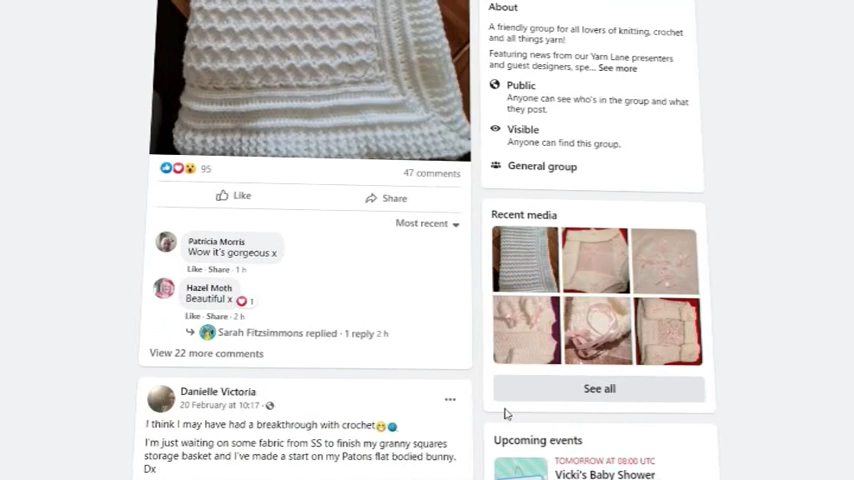 95
47 comments
Like
Share
Most recent
Patricia Morris
Wow it's gorgeous x
Like · Share · 1 h
Hazel Moth
Beautiful x
1
Like · Share · 2 h
Sarah Fitzsimmons replied · 1 reply 2 h
View 22 more comments
Danielle Victoria
20 February at 10:17 ·
I think I may have had a breakthrough with crochet
I'm just waiting on some fabric from SS to finish my granny squares
storage basket and I've made a start on my Patons flat bodied bunny.
Dx
About
A friendly group for all lovers of knitting, crochet
and all things yarn!
Featuring news from our Yarn Lane presenters
and guest designers, spe... See more
Public
Anyone can see who's in the group and what
they post.
Visible
Anyone can find this group.
General group
Recent media
See all
Upcoming events
TOMORROW AT 08:00 UTC
Vicki's Baby Shower